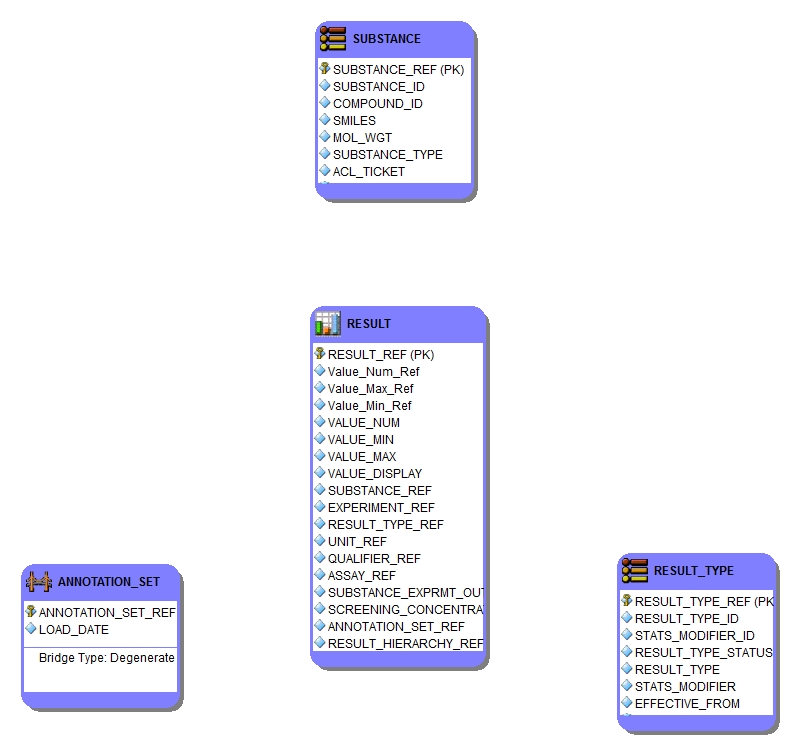 SUBSTANCE
SUBSTANCE_REF (PK)
SUBSTANCE_ID
COMPOUND_ID
SMILES
MOL_WGT
SUBSTANCE_TYPE
ACL_TICKET
RESULT
RESULT_REF (PK)
Value_Num_Ref
Value_Max_Ref
Value_Min_Ref
VALUE_NUM
VALUE_MIN
VALUE_MAX
VALUE_DISPLAY
SUBSTANCE_REF
EXPERIMENT_REF
RESULT_TYPE_REF
UNIT_REF
QUALIFIER_REF
ASSAY_REF
SUBSTANCE_EXPRMT_OUT
SCREENING_CONCENTRA
ANNOTATION_SET_REF
RESULT_HIERARCHY_REF
ANNOTATION_SET
ANNOTATION_SET_REF
LOAD_DATE
Bridge Type: Degenerate
RESULT_TYPE
RESULT_TYPE_REF (PK
RESULT_TYPE_ID
STATS_MODIFIER_ID
RESULT_TYPE_STATUS
RESULT_TYPE
STATS_MODIFIER
EFFECTIVE_FROM